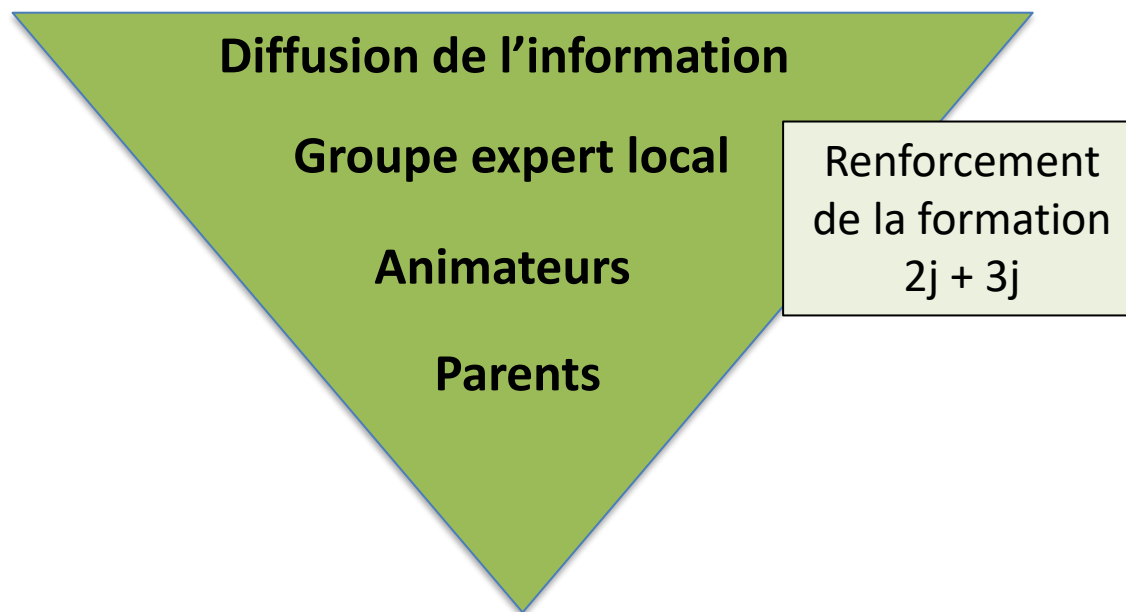 Diffusion de l’information
Groupe expert local
Renforcement
de la formation
2j + 3j
Animateurs
Parents